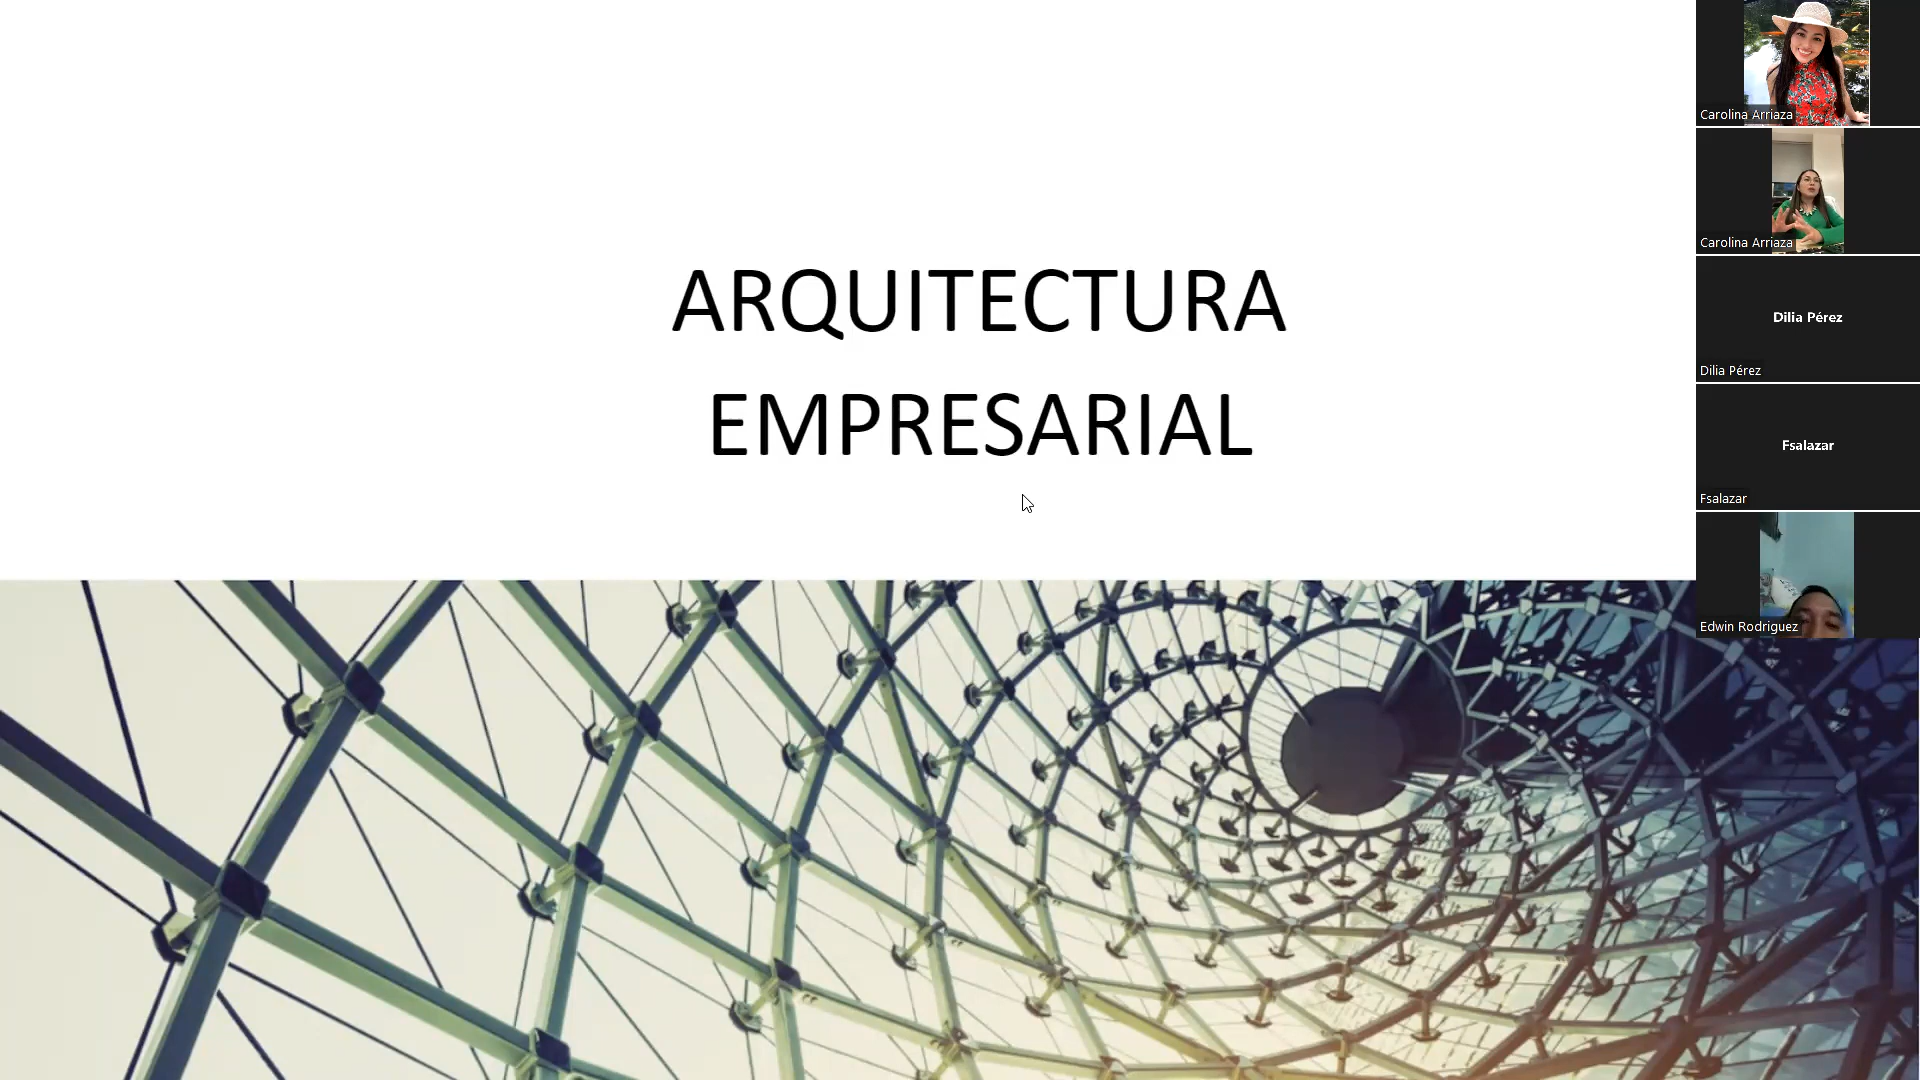 ARQUITECTURA
EMPRESARIAL
Carolina Arriaza
Carolina Arriaza
Dilia Pérez
Dilia Pérez
Fsalazar
Fsalazar
Edwin Rodriguez